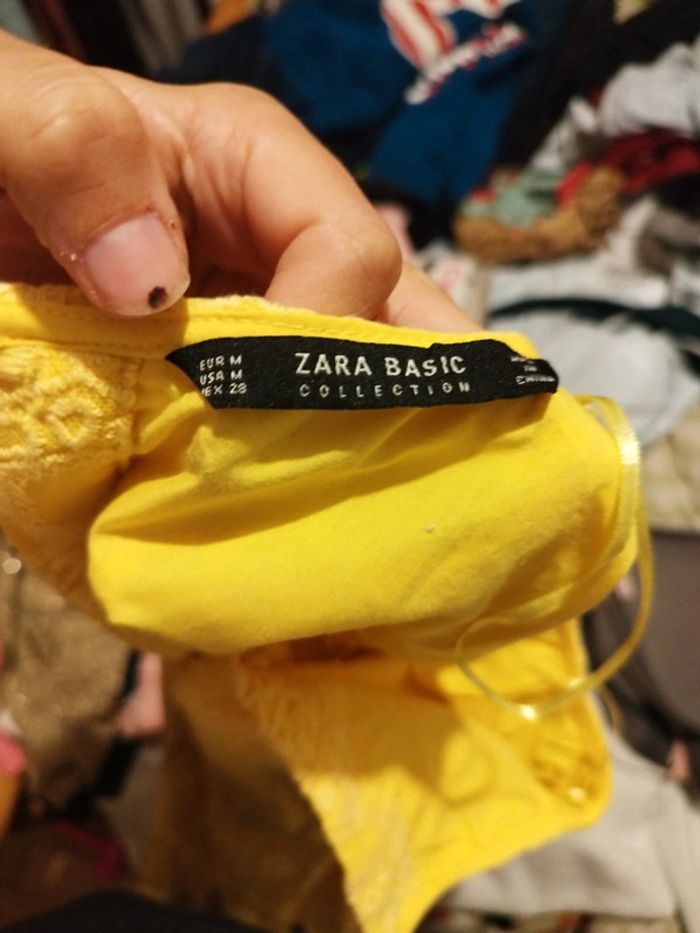 EUR M
USA M
MEX 28
ZARA BASIC
COLLECTION